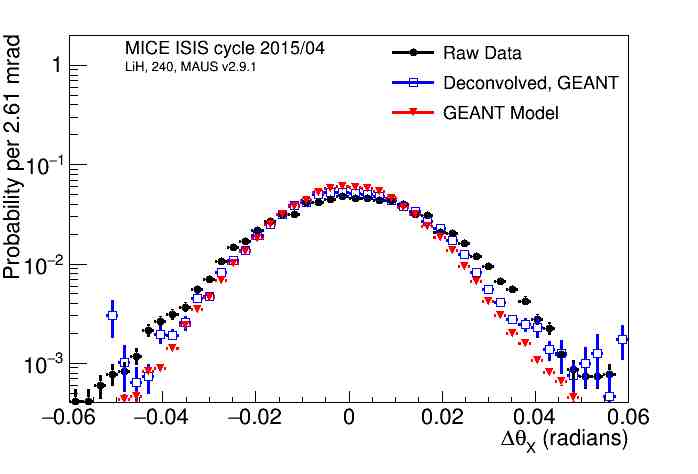 MICE ISIS cycle 2015/04
LiH, 240, MAUS v2.9.1
Raw Data
Deconvolved, GEANT
GEANT Model
Probability per 2.61 mrad
1
10⁻¹
10⁻²
10⁻³
−0.06 −0.04 −0.02 0 0.02 0.04 0.06
Δθ_X (radians)